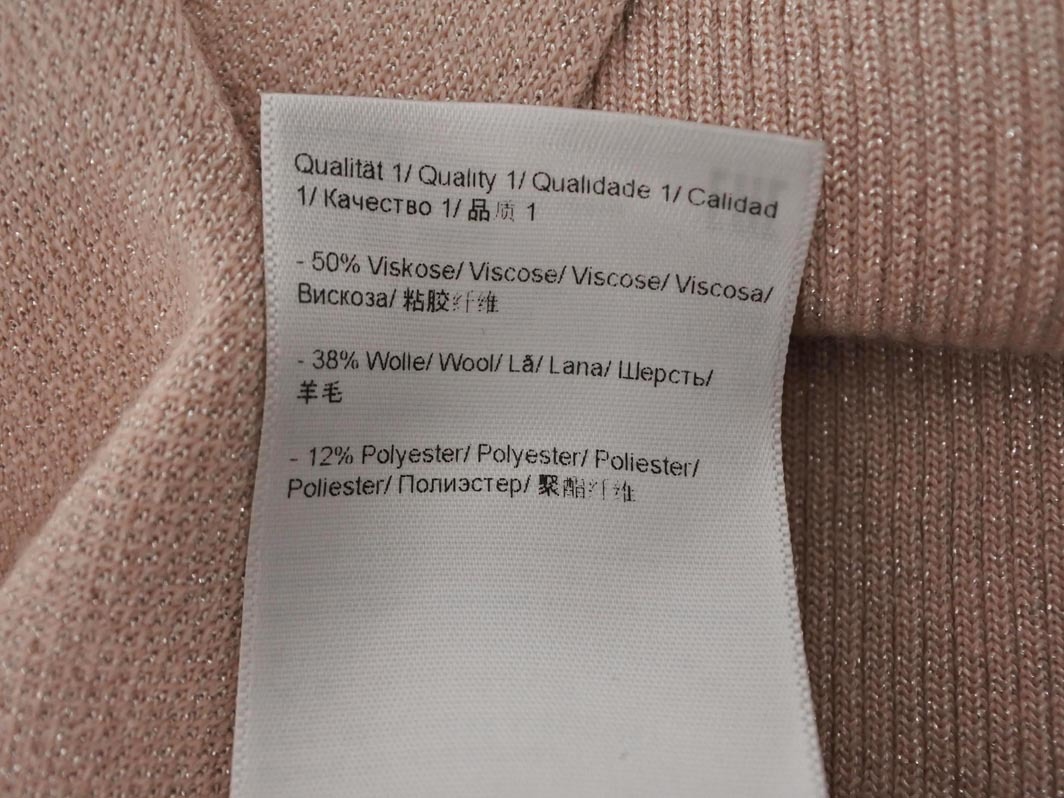 Qualität 1/ Quality 1/ Qualidade 1/ Calidad
1/ Качество 1/ 品质 1
- 50% Viskose/ Viscose/ Viscose/ Viscosa/
Вискоза/ 粘胶纤维
- 38% Wolle/ Wool/ Lã/ Lana/ Шерсть/
羊毛
- 12% Polyester/ Polyester/ Poliester/
Poliester/ Полиэстер/ 聚酯纤维